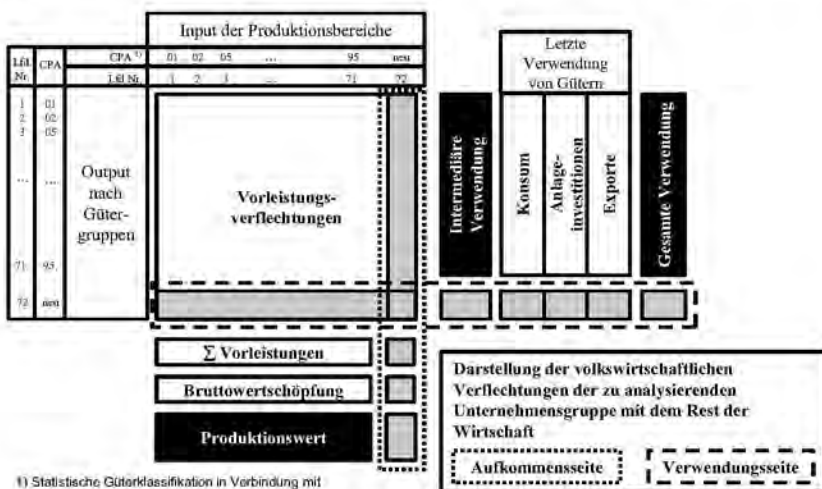 Input der Produktionsbereiche
Lfd. Nr. CPA CPA 1) 01 02 05 ... 95 neu
Lfd Nr. 1 2 3 ... 71 72
Letzte
Verwendung
von Gütern
1 01
2 02
3 05
... ...
71 95
72 neu
Output
nach
Güter-
gruppen
Vorleistungs-
verflechtungen
Intermediäre
Verwendung
Konsum
Anlage-
investitionen
Exporte
Gesamte Verwendung
∑ Vorleistungen
Bruttowertschöpfung
Produktionswert
Darstellung der volkswirtschaftlichen
Verflechtungen der zu analysierenden
Unternehmensgruppe mit dem Rest der
Wirtschaft
Aufkommensseite
Verwendungsseite
1) Statistische Güterklassifikation in Verbindung mit